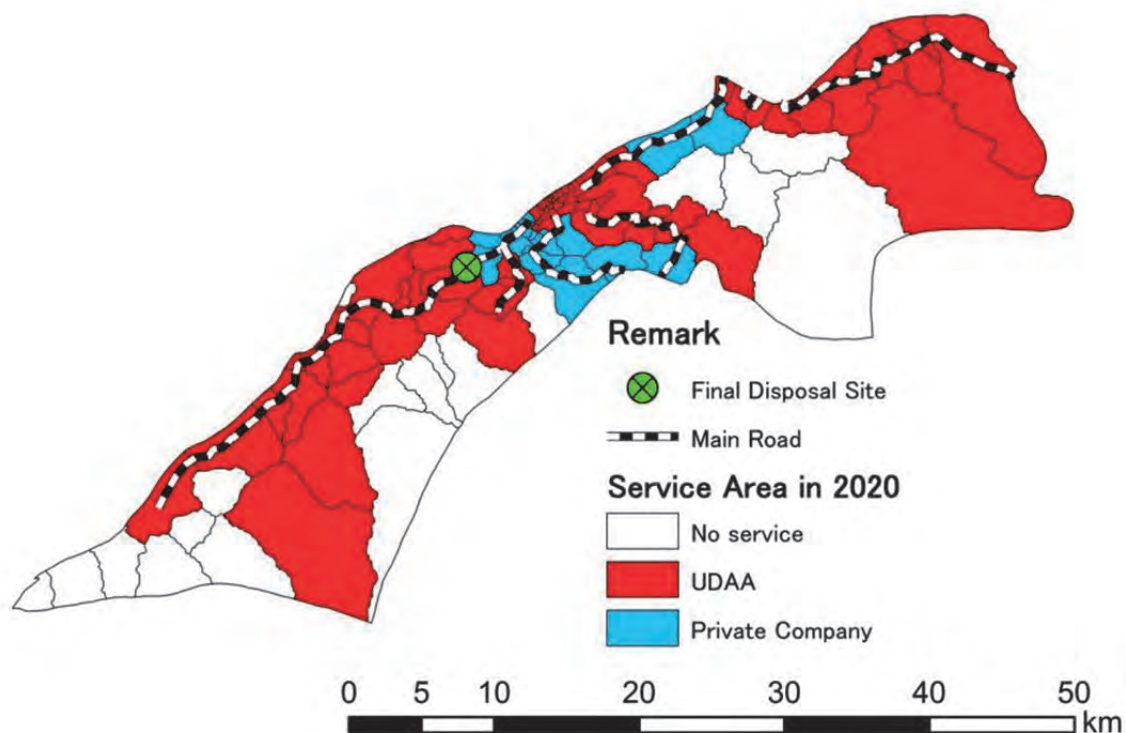 Remark
Final Disposal Site
Main Road
Service Area in 2020
No service
UDAA
Private Company
0 5 10 20 30 40 50
km